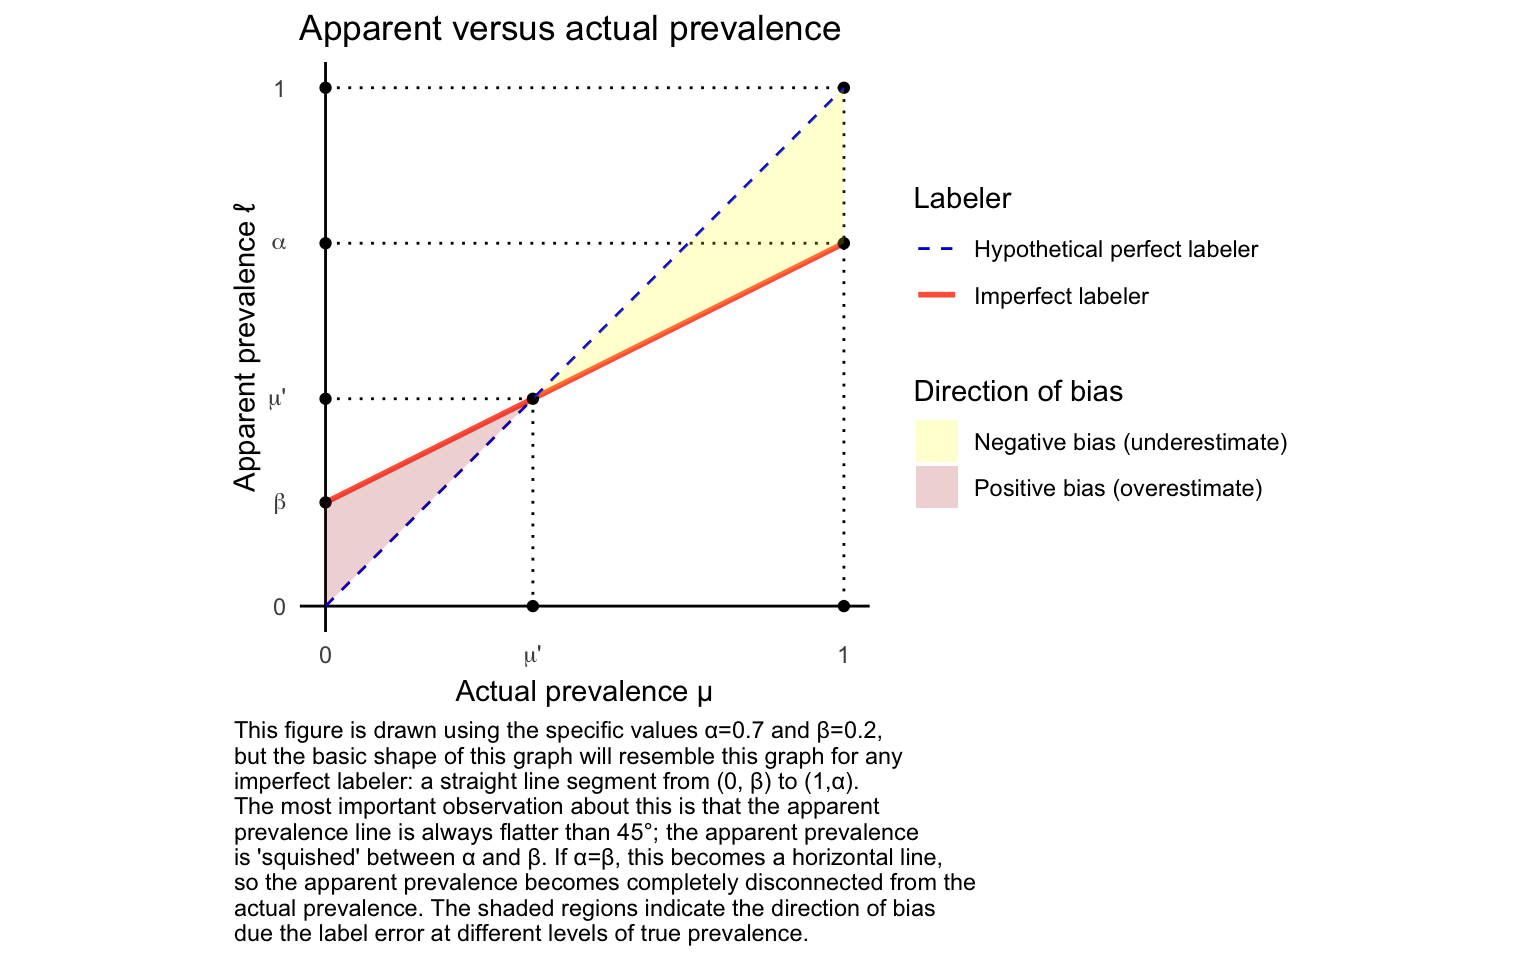 Apparent versus actual prevalence
1
α
μ'
β
0
Apparent prevalence ℓ
0
μ'
1
Actual prevalence μ
Labeler
Hypothetical perfect labeler
Imperfect labeler
Direction of bias
Negative bias (underestimate)
Positive bias (overestimate)
This figure is drawn using the specific values α=0.7 and β=0.2,
but the basic shape of this graph will resemble this graph for any
imperfect labeler: a straight line segment from (0, β) to (1,α).
The most important observation about this is that the apparent
prevalence line is always flatter than 45°; the apparent prevalence
is 'squished' between α and β. If α=β, this becomes a horizontal line,
so the apparent prevalence becomes completely disconnected from the
actual prevalence. The shaded regions indicate the direction of bias
due the label error at different levels of true prevalence.